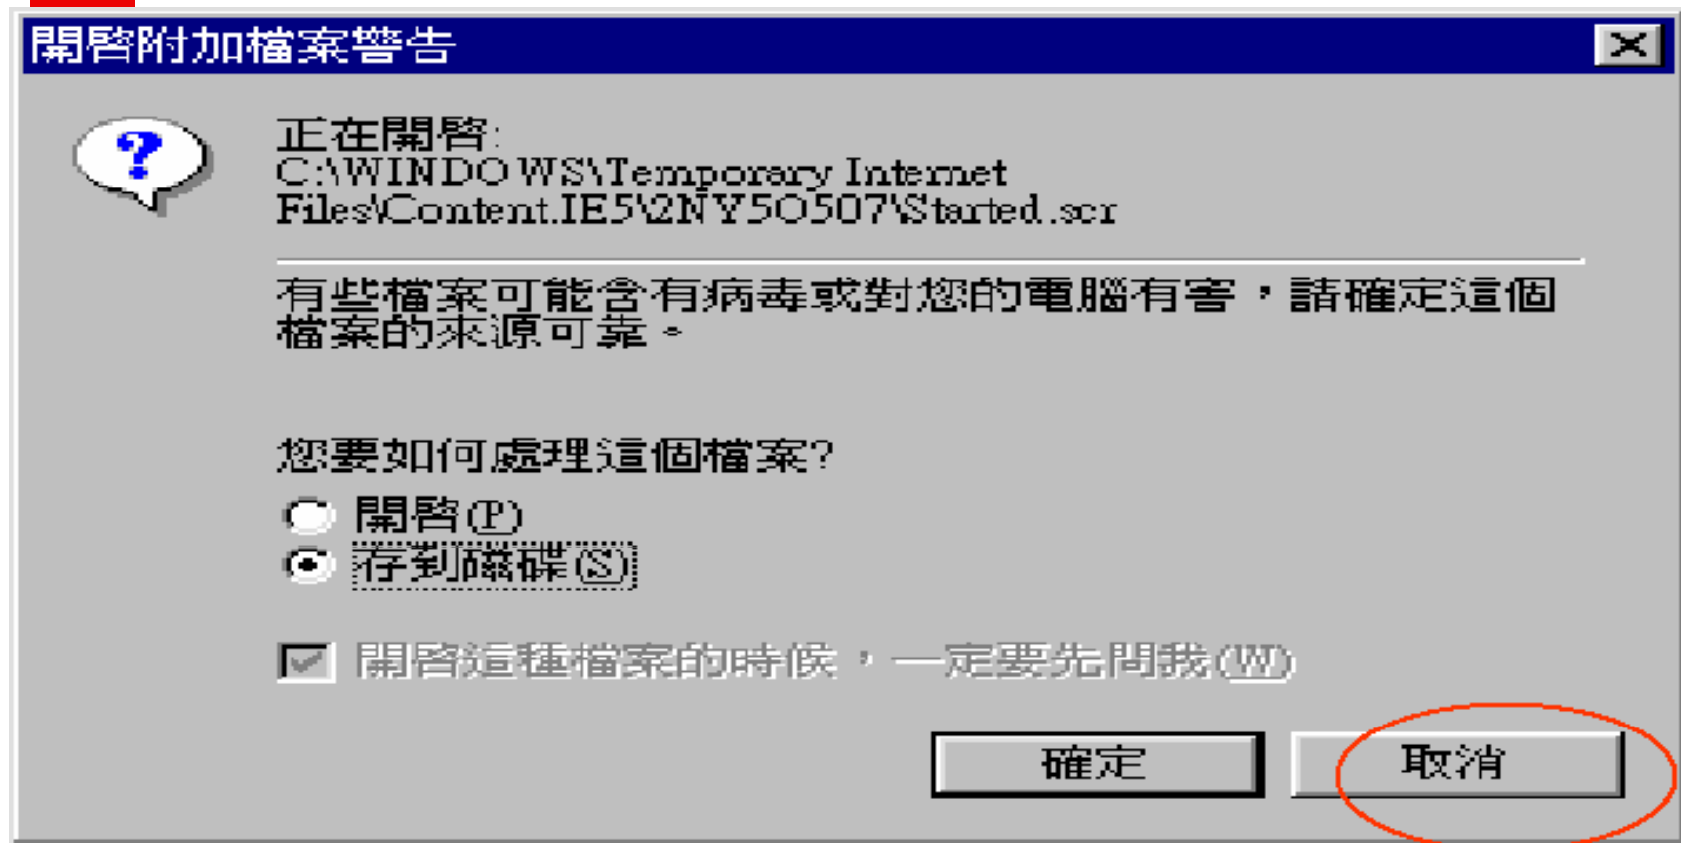 開啓附加檔案警告
正在開啓:
C:\WINDOWS\Temporary Internet
Files\Content.IE5\2NY5O507\Started.scr
有些檔案可能含有病毒或對您的電腦有害，請確定這個
檔案的來源可靠。
您要如何處理這個檔案?
開啓(P)
存到磁碟(S)
開啓這種檔案的時候，一定要先問我(W)
確定 取消